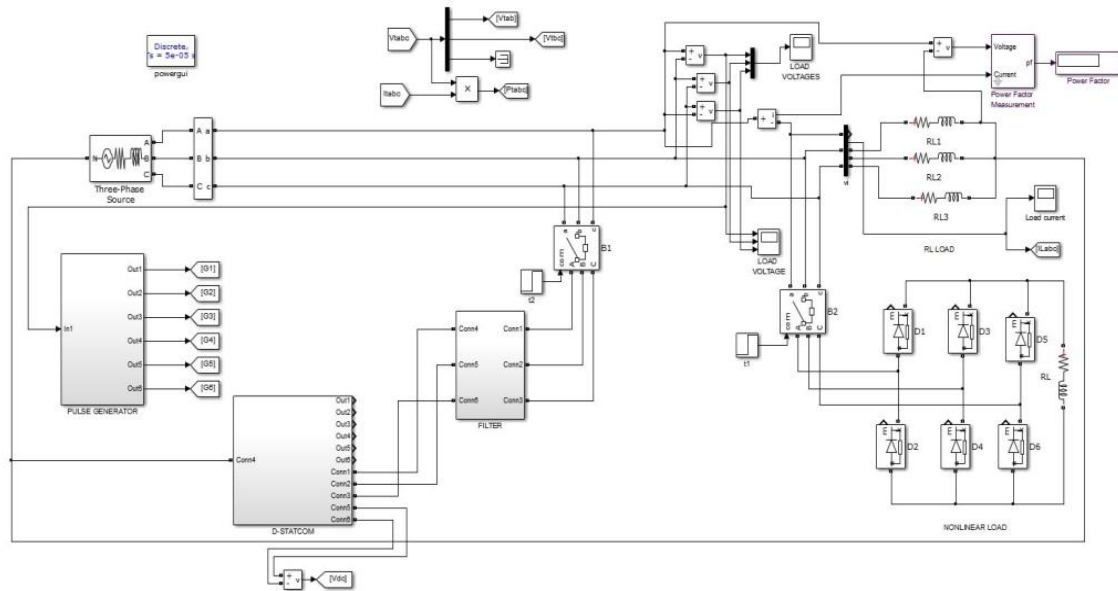 Discrete,
Ts = 5e-05 s
powergui
Vtabc
Itabc
[Vtab]
[Vtbc]
[Ptabc]
×
LOAD
VOLTAGES
Voltage
Current
pf
Power Factor
Measurement
Power Factor
N
A
B
C
Three-Phase
Source
A a
B b
C c
+
-
v
+
-
v
+
-
v
+
-
v
+
-
i
RL1
RL2
RL3
RL LOAD
Load current
[ILabc]
LOAD
VOLTAGE
a b c
com
A B C
B1
t2
a b c
com
A B C
B2
t1
In1
Out1
Out2
Out3
Out4
Out5
Out6
PULSE GENERATOR
[G1]
[G2]
[G3]
[G4]
[G5]
[G6]
Conn4
Conn5
Conn6
Conn1
Conn2
Conn3
FILTER
Conn4
Out1
Out2
Out3
Out4
Out5
Out6
Conn1
Conn2
Conn3
Conn5
Conn6
D-STATCOM
+
-
v
[Vdc]
E
D1
E
D3
E
D5
RL
E
D2
E
D4
E
D6
NONLINEAR LOAD